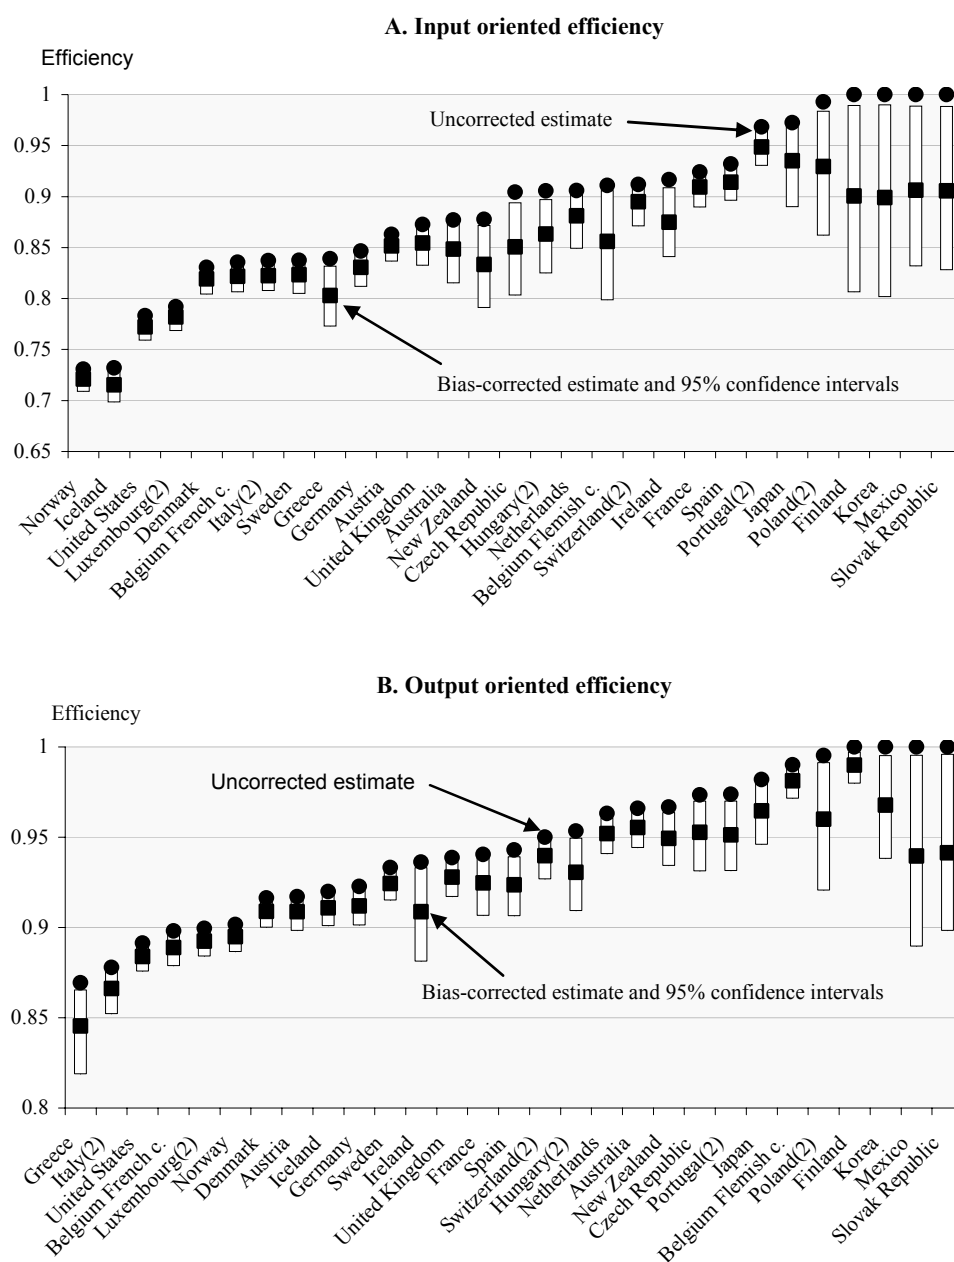 A. Input oriented efficiency
Efficiency
1
0.95
0.9
0.85
0.8
0.75
0.7
0.65
Uncorrected estimate
Bias-corrected estimate and 95% confidence intervals
Norway
Iceland
United States
Luxembourg(2)
Denmark
Belgium French c.
Italy(2)
Sweden
Greece
Germany
Austria
United Kingdom
Australia
New Zealand
Czech Republic
Hungary(2)
Netherlands
Belgium Flemish c.
Switzerland(2)
Ireland
France
Spain
Portugal(2)
Japan
Poland(2)
Finland
Korea
Mexico
Slovak Republic
B. Output oriented efficiency
Efficiency
1
0.95
0.9
0.85
0.8
Uncorrected estimate
Bias-corrected estimate and 95% confidence intervals
Greece
Italy(2)
United States
Belgium French c.
Luxembourg(2)
Norway
Denmark
Austria
Iceland
Germany
Sweden
Ireland
United Kingdom
France
Spain
Switzerland(2)
Hungary(2)
Netherlands
Australia
New Zealand
Czech Republic
Portugal(2)
Japan
Belgium Flemish c.
Poland(2)
Finland
Korea
Mexico
Slovak Republic